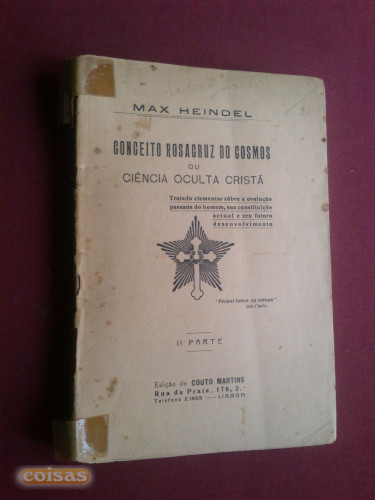 MAX HEINDEL
CONCEITO ROSACRUZ DO COSMOS
OU
CIÊNCIA OCULTA CRISTÃ
Tratado elementar sôbre a evolução
passada do homem, sua constituição
actual e seu futuro
desenvolvimento
II PARTE
Edição de COUTO MARTINS
Rua da Prata, 178, 2.º
LISBOA
coisas